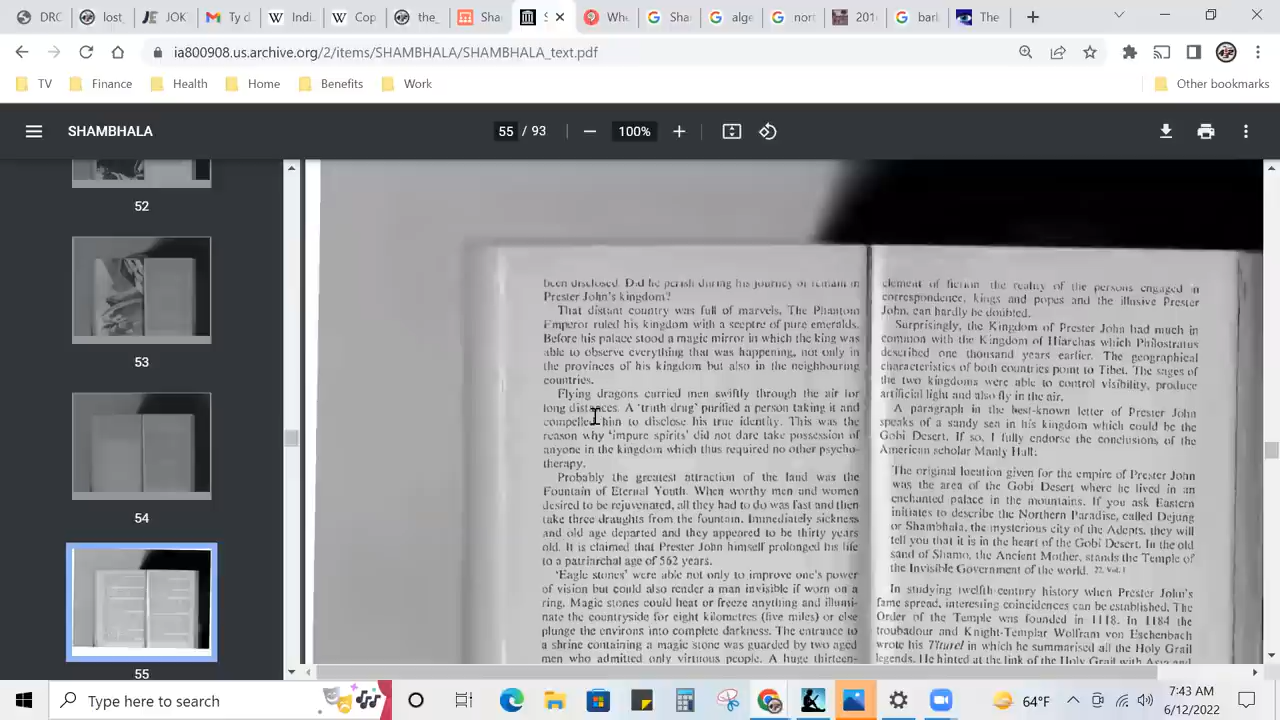 DRC
lost
JOK
Ty d
Indi
Cop
the_
Sha
S
Whe
Sha
alge
nort
201
barl
The
ia800908.us.archive.org/2/items/SHAMBHALA/SHAMBHALA_text.pdf
TV
Finance
Health
Home
Benefits
Work
Other bookmarks
SHAMBHALA
55 / 93
100%
52
53
54
55
been disclosed. Did he perish during his journey or remain in
Prester John's kingdom?
That distant country was full of marvels. The Phantom
Emperor ruled his kingdom with a sceptre of pure emeralds.
Before his palace stood a magic mirror in which the king was
able to observe everything that was happening, not only in
the provinces of his kingdom but also in the neighbouring
countries.
Flying dragons carried men swiftly through the air for
long distances. A 'truth drug' purified a person taking it and
compelled him to disclose his true identity. This was the
reason why 'impure spirits' did not dare take possession of
anyone in the kingdom which thus required no other psycho-
therapy.
Probably the greatest attraction of the land was the
Fountain of Eternal Youth. When worthy men and women
desired to be rejuvenated, all they had to do was fast and then
take three draughts from the fountain. Immediately sickness
and old age departed and they appeared to be thirty years
old. It is claimed that Prester John himself prolonged his life
to a patriarchal age of 562 years.
'Eagle stones' were able not only to improve one's power
of vision but could also render a man invisible if worn on a
ring. Magic stones could heat or freeze anything and illumi-
nate the countryside for eight kilometres (five miles) or else
plunge the environs into complete darkness. The entrance to
a shrine containing a magic stone was guarded by two aged
men who admitted only virtuous people. A huge thirteen-
element of fiction the reality of the persons engaged in
correspondence, kings and popes and the illusive Prester
John, can hardly be doubted.
Surprisingly, the Kingdom of Prester John had much in
common with the Kingdom of Hiarchas which Philostratus
described one thousand years earlier. The geographical
characteristics of both countries point to Tibet. The sages of
the two kingdoms were able to control visibility, produce
artificial light and also fly in the air.
A paragraph in the best-known letter of Prester John
speaks of a sandy sea in his kingdom which could be the
Gobi Desert. If so, I fully endorse the conclusions of the
American scholar Manly Hall:
The original location given for the empire of Prester John
was the area of the Gobi Desert where he lived in an
enchanted palace in the mountains. If you ask Eastern
initiates to describe the Northern Paradise, called Dejung
or Shambhala, the mysterious city of the Adepts, they will
tell you that it is in the heart of the Gobi Desert. In the old
sand of Shamo, the Ancient Mother, stands the Temple of
the Invisible Government of the world. 22, Vol. 1
In studying twelfth-century history when Prester John's
fame spread, interesting coincidences can be established. The
Order of the Temple was founded in 1118. In 1184 the
troubadour and Knight-Templar Wolfram von Eschenbach
wrote his Titurel in which he summarised all the Holy Grail
legends. He hinted at the link of the Holy Grail with Asia and
Type here to search
64°F
7:43 AM
6/12/2022